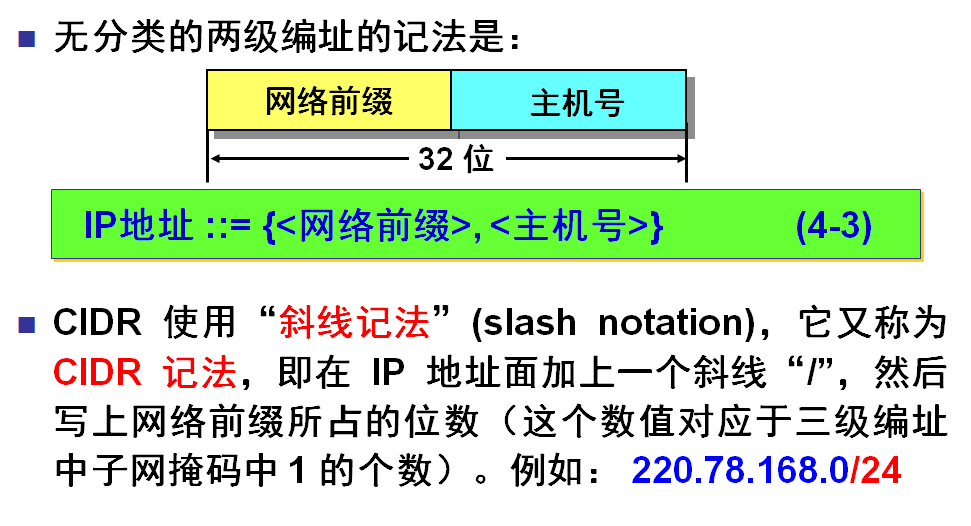 无分类的两级编址的记法是：
网络前缀 主机号
32 位
IP地址 ::= {<网络前缀>, <主机号>} (4-3)
CIDR 使用“斜线记法”(slash notation)，它又称为
CIDR 记法，即在 IP 地址面加上一个斜线“/”，然后
写上网络前缀所占的位数（这个数值对应于三级编址
中子网掩码中 1 的个数）。例如： 220.78.168.0/24